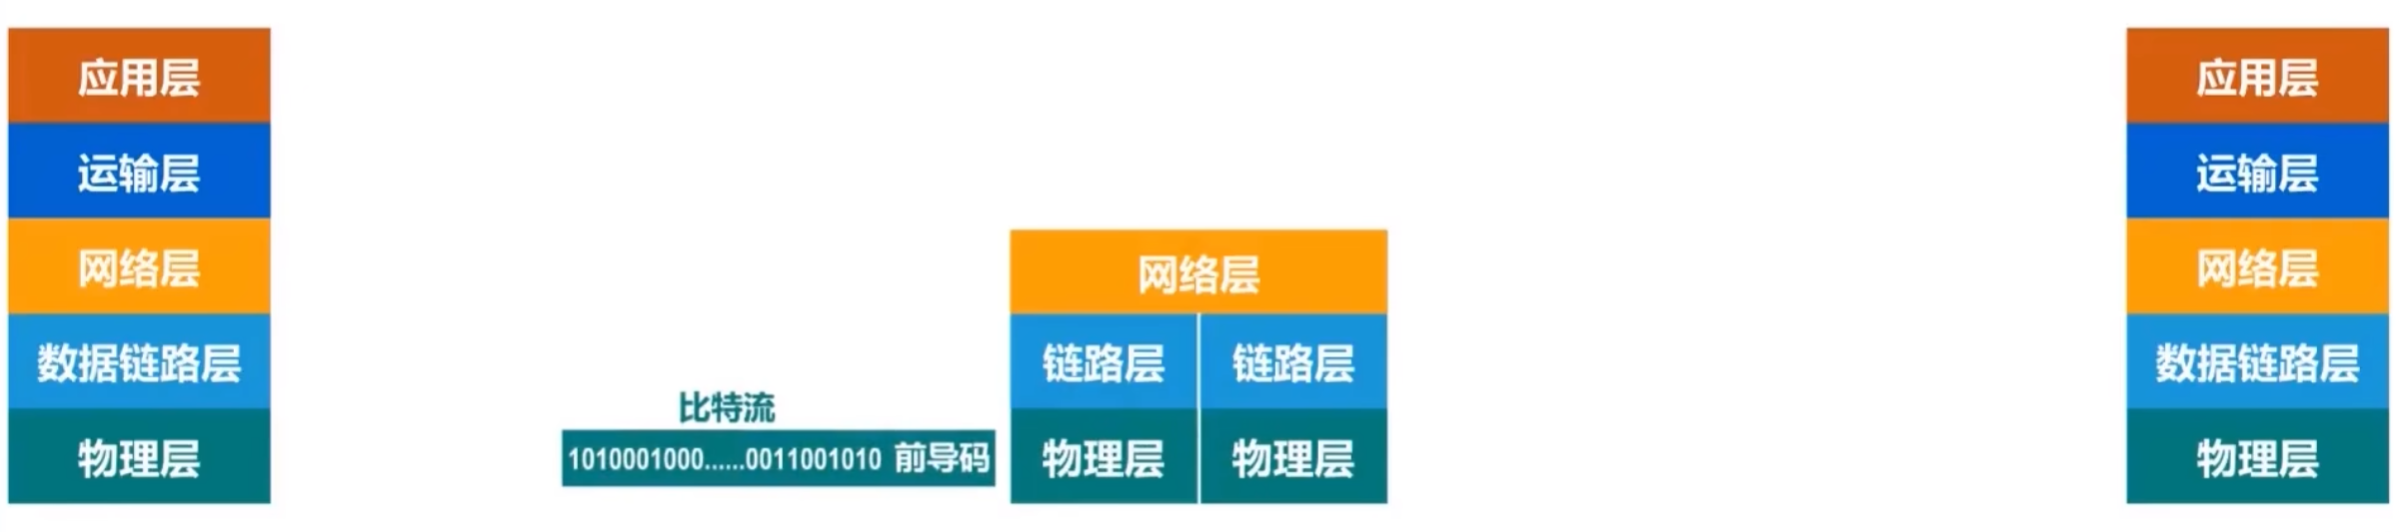 应用层
运输层
网络层
数据链路层
物理层
比特流
1010001000......0011001010 前导码
网络层
链路层 链路层
物理层 物理层
应用层
运输层
网络层
数据链路层
物理层